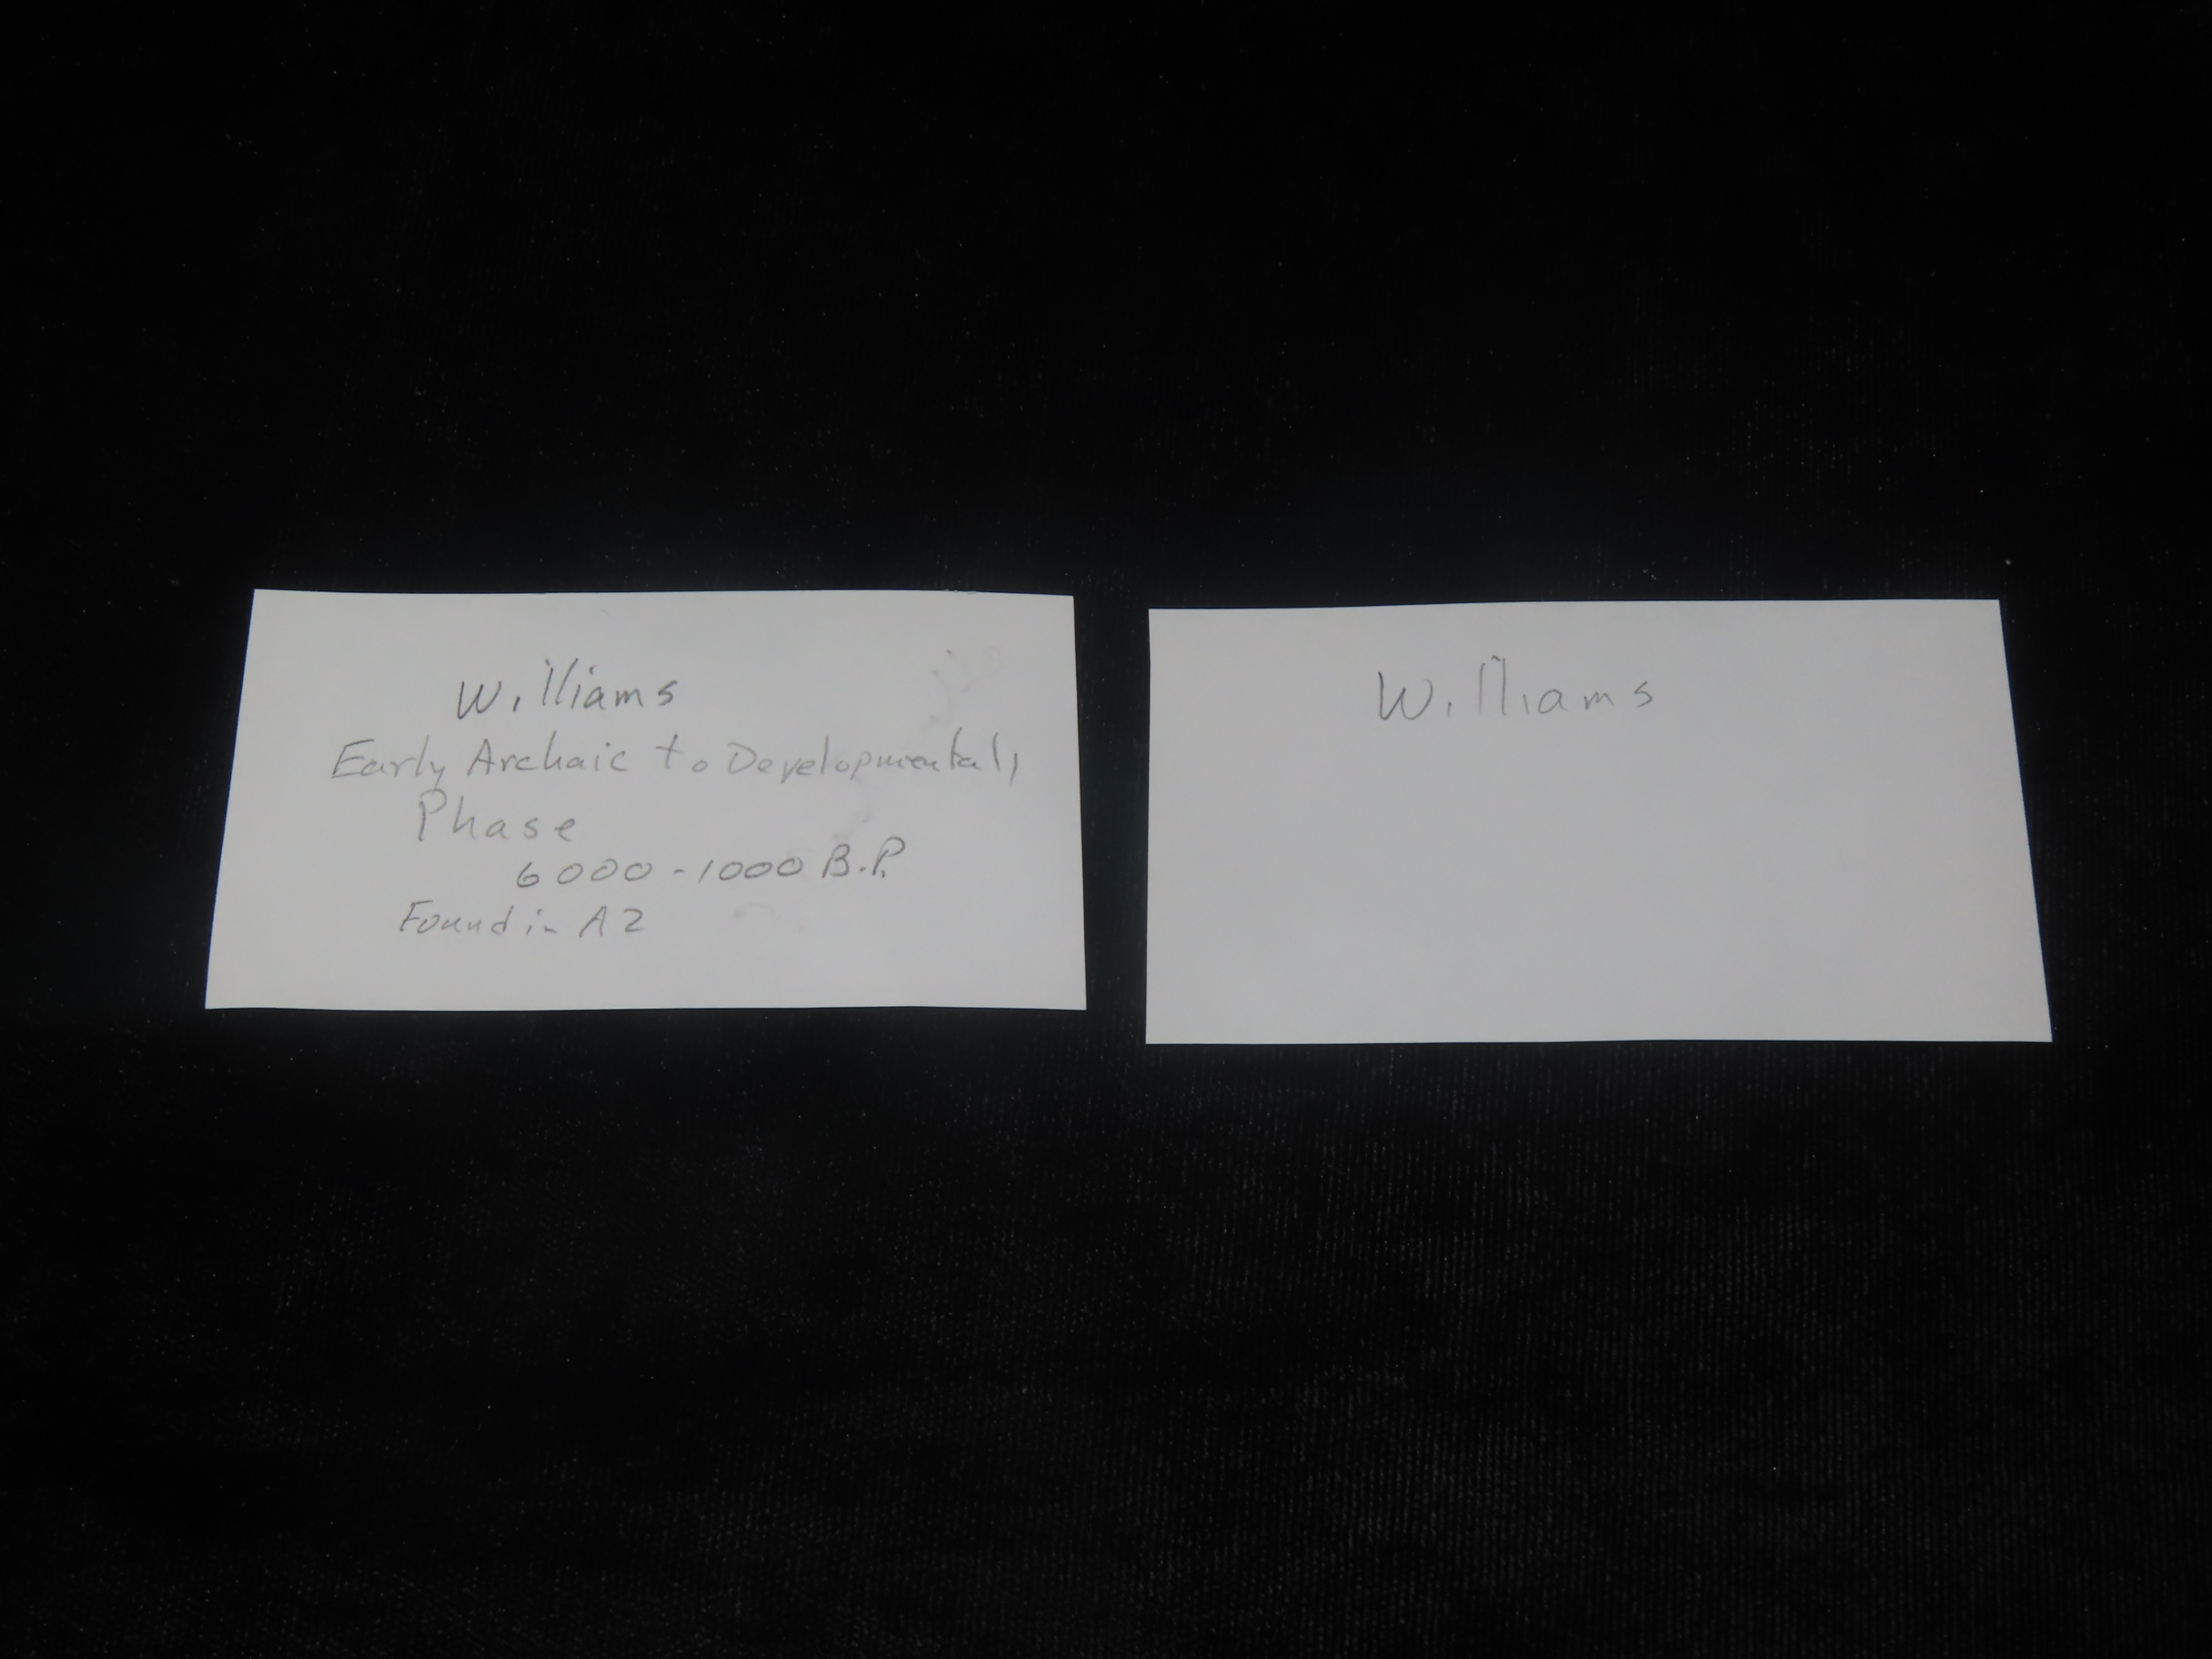 Williams
Early Archaic to Developmental,
Phase
6000-1000 B.P.
Found in AZ
Williams